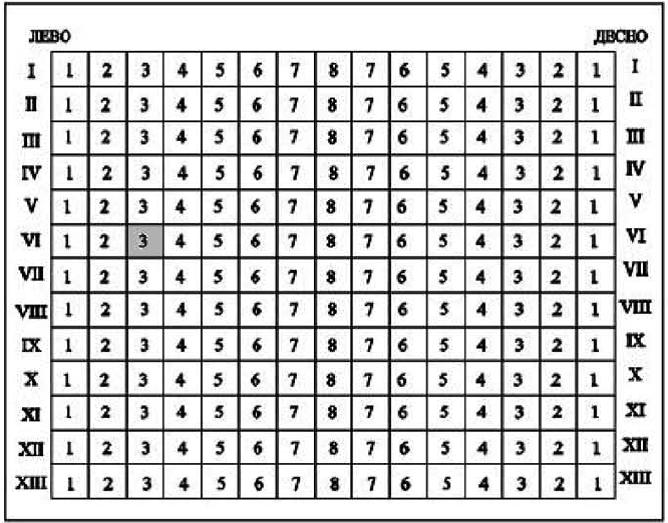 ЛЕВО ДЕСНО
I 1 2 3 4 5 6 7 8 7 6 5 4 3 2 1 I
II 1 2 3 4 5 6 7 8 7 6 5 4 3 2 1 II
III 1 2 3 4 5 6 7 8 7 6 5 4 3 2 1 III
IV 1 2 3 4 5 6 7 8 7 6 5 4 3 2 1 IV
V 1 2 3 4 5 6 7 8 7 6 5 4 3 2 1 V
VI 1 2 3 4 5 6 7 8 7 6 5 4 3 2 1 VI
VII 1 2 3 4 5 6 7 8 7 6 5 4 3 2 1 VII
VIII 1 2 3 4 5 6 7 8 7 6 5 4 3 2 1 VIII
IX 1 2 3 4 5 6 7 8 7 6 5 4 3 2 1 IX
X 1 2 3 4 5 6 7 8 7 6 5 4 3 2 1 X
XI 1 2 3 4 5 6 7 8 7 6 5 4 3 2 1 XI
XII 1 2 3 4 5 6 7 8 7 6 5 4 3 2 1 XII
XIII 1 2 3 4 5 6 7 8 7 6 5 4 3 2 1 XIII